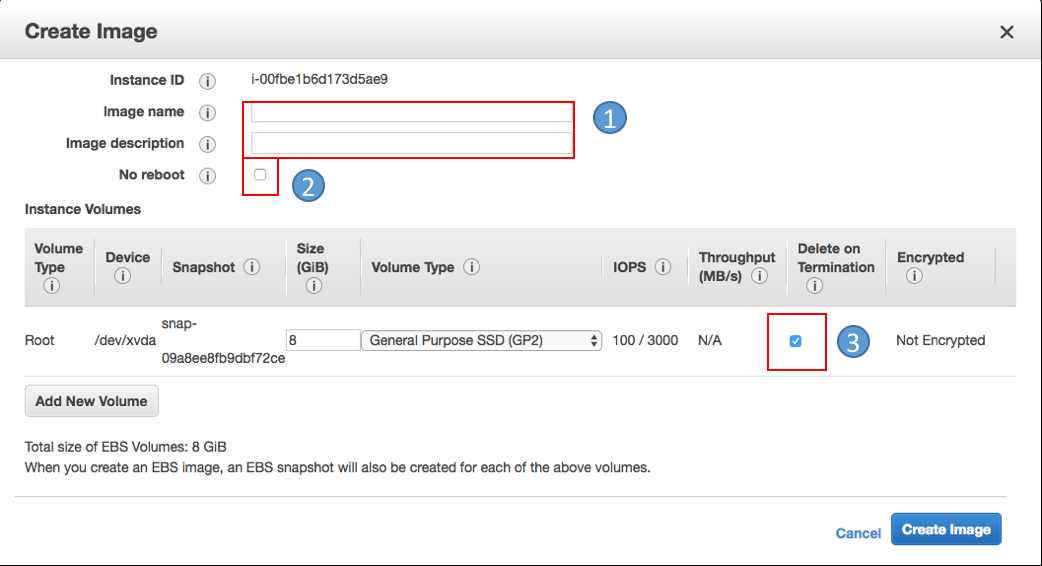 Create Image
Instance ID i i-00fbe1b6d173d5ae9
Image name i
1
Image description i
No reboot i
2
Instance Volumes
Volume Type i Device i Snapshot i Size (GiB) i Volume Type i IOPS i Throughput (MB/s) i Delete on Termination i Encrypted i
Root /dev/xvda snap-09a8ee8fb9dbf72ce 8 General Purpose SSD (GP2) 100 / 3000 N/A 3 Not Encrypted
Add New Volume
Total size of EBS Volumes: 8 GiB
When you create an EBS image, an EBS snapshot will also be created for each of the above volumes.
Cancel Create Image